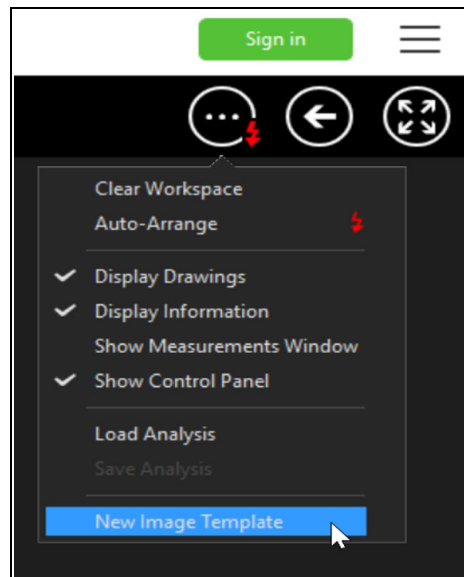 Sign in
Clear Workspace
Auto-Arrange
Display Drawings
Display Information
Show Measurements Window
Show Control Panel
Load Analysis
Save Analysis
New Image Template